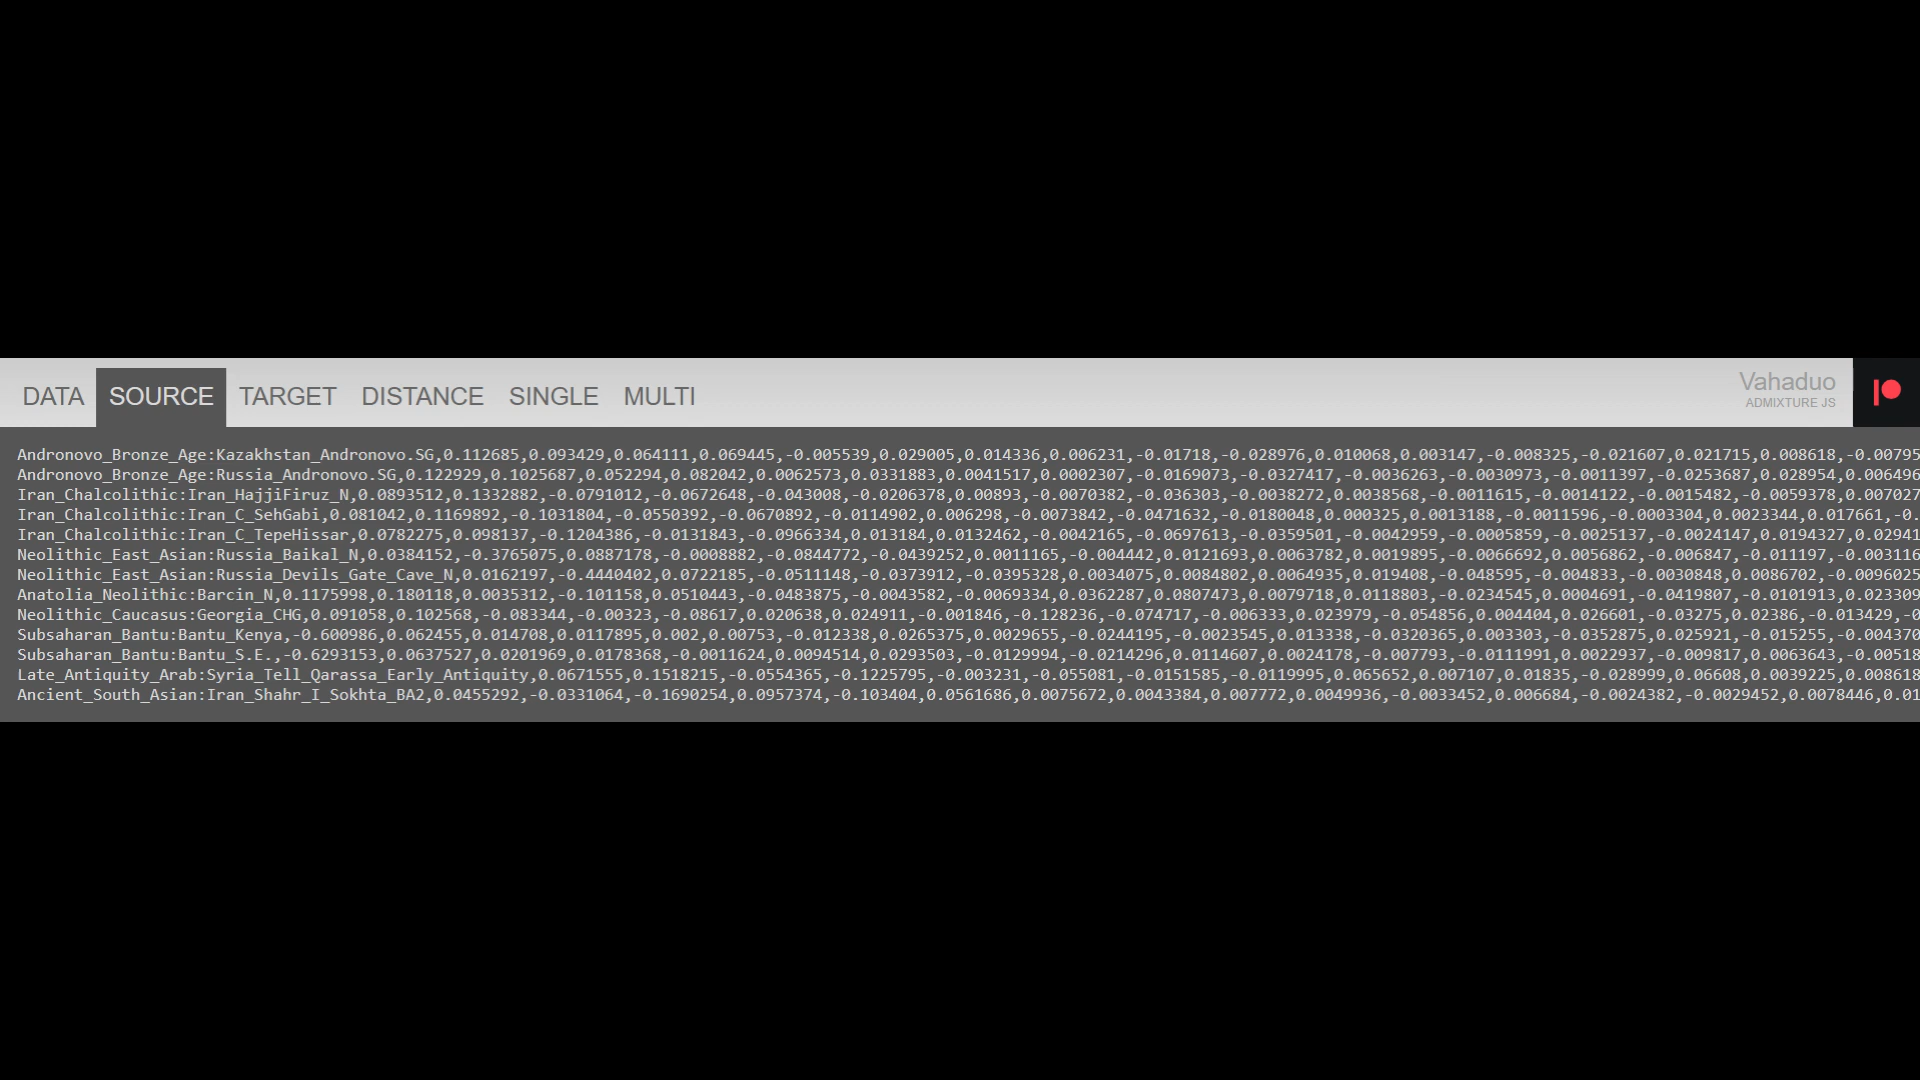 DATA SOURCE TARGET DISTANCE SINGLE MULTI
Vahaduo
ADMIXTURE JS
Andronovo_Bronze_Age:Kazakhstan_Andronovo.SG,0.112685,0.093429,0.064111,0.069445,-0.005539,0.029005,0.014336,0.006231,-0.01718,-0.028976,0.010068,0.003147,-0.008325,-0.021607,0.021715,0.008618,-0.00795
Andronovo_Bronze_Age:Russia_Andronovo.SG,0.122929,0.1025687,0.052294,0.082042,0.0062573,0.0331883,0.0041517,0.0002307,-0.0169073,-0.0327417,-0.0036263,-0.0030973,-0.0011397,-0.0253687,0.028954,0.006496
Iran_Chalcolithic:Iran_HajjiFiruz_N,0.0893512,0.1332882,-0.0791012,-0.0672648,-0.043008,-0.0206378,0.00893,-0.0070382,-0.036303,-0.0038272,0.0038568,-0.0011615,-0.0014122,-0.0015482,-0.0059378,0.007027
Iran_Chalcolithic:Iran_C_SehGabi,0.081042,0.1169892,-0.1031804,-0.0550392,-0.0670892,-0.0114902,0.006298,-0.0073842,-0.0471632,-0.0180048,0.000325,0.0013188,-0.0011596,-0.0003304,0.0023344,0.017661,-0.
Iran_Chalcolithic:Iran_C_TepeHissar,0.0782275,0.098137,-0.1204386,-0.0131843,-0.0966334,0.013184,0.0132462,-0.0042165,-0.0697613,-0.0359501,-0.0042959,-0.0005859,-0.0025137,-0.0024147,0.0194327,0.02941
Neolithic_East_Asian:Russia_Baikal_N,0.0384152,-0.3765075,0.0887178,-0.0008882,-0.0844772,-0.0439252,0.0011165,-0.004442,0.0121693,0.0063782,0.0019895,-0.0066692,0.0056862,-0.006847,-0.011197,-0.003116
Neolithic_East_Asian:Russia_Devils_Gate_Cave_N,0.0162197,-0.4440402,0.0722185,-0.0511148,-0.0373912,-0.0395328,0.0034075,0.0084802,0.0064935,0.019408,-0.048595,-0.004833,-0.0030848,0.0086702,-0.0096025
Anatolia_Neolithic:Barcin_N,0.1175998,0.180118,0.0035312,-0.101158,0.0510443,-0.0483875,-0.0043582,-0.0069334,0.0362287,0.0807473,0.0079718,0.0118803,-0.0234545,0.0004691,-0.0419807,-0.0101913,0.023309
Neolithic_Caucasus:Georgia_CHG,0.091058,0.102568,-0.083344,-0.00323,-0.08617,0.020638,0.024911,-0.001846,-0.128236,-0.074717,-0.006333,0.023979,-0.054856,0.004404,0.026601,-0.03275,0.02386,-0.013429,-0
Subsaharan_Bantu:Bantu_Kenya,-0.600986,0.062455,0.014708,0.0117895,0.002,0.00753,-0.012338,0.0265375,0.0029655,-0.0244195,-0.0023545,0.013338,-0.0320365,0.003303,-0.0352875,0.025921,-0.015255,-0.004370
Subsaharan_Bantu:Bantu_S.E.,-0.6293153,0.0637527,0.0201969,0.0178368,-0.0011624,0.0094514,0.0293503,-0.0129994,-0.0214296,0.0114607,0.0024178,-0.007793,-0.0111991,0.0022937,-0.009817,0.0063643,-0.00518
Late_Antiquity_Arab:Syria_Tell_Qarassa_Early_Antiquity,0.0671555,0.1518215,-0.0554365,-0.1225795,-0.003231,-0.055081,-0.0151585,-0.0119995,0.065652,0.007107,0.01835,-0.028999,0.06608,0.0039225,0.008618
Ancient_South_Asian:Iran_Shahr_I_Sokhta_BA2,0.0455292,-0.0331064,-0.1690254,0.0957374,-0.103404,0.0561686,0.0075672,0.0043384,0.007772,0.0049936,-0.0033452,0.006684,-0.0024382,-0.0029452,0.0078446,0.01